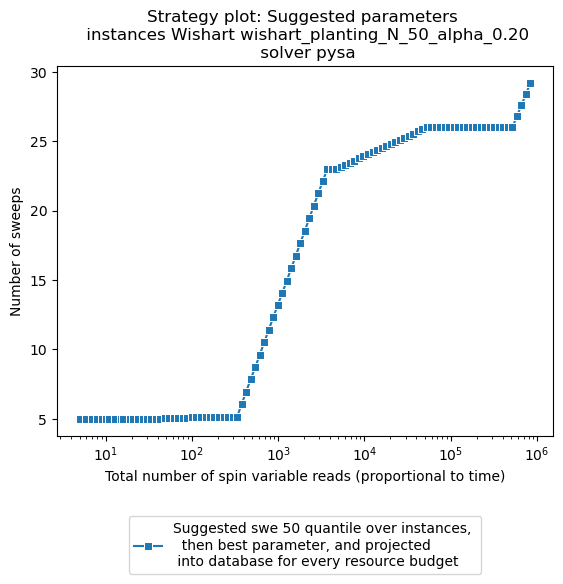 Strategy plot: Suggested parameters
instances Wishart wishart_planting_N_50_alpha_0.20
solver pysa
30
25
20
15
10
5
Number of sweeps
10^1
10^2
10^3
10^4
10^5
10^6
Total number of spin variable reads (proportional to time)
Suggested swe 50 quantile over instances,
then best parameter, and projected
into database for every resource budget